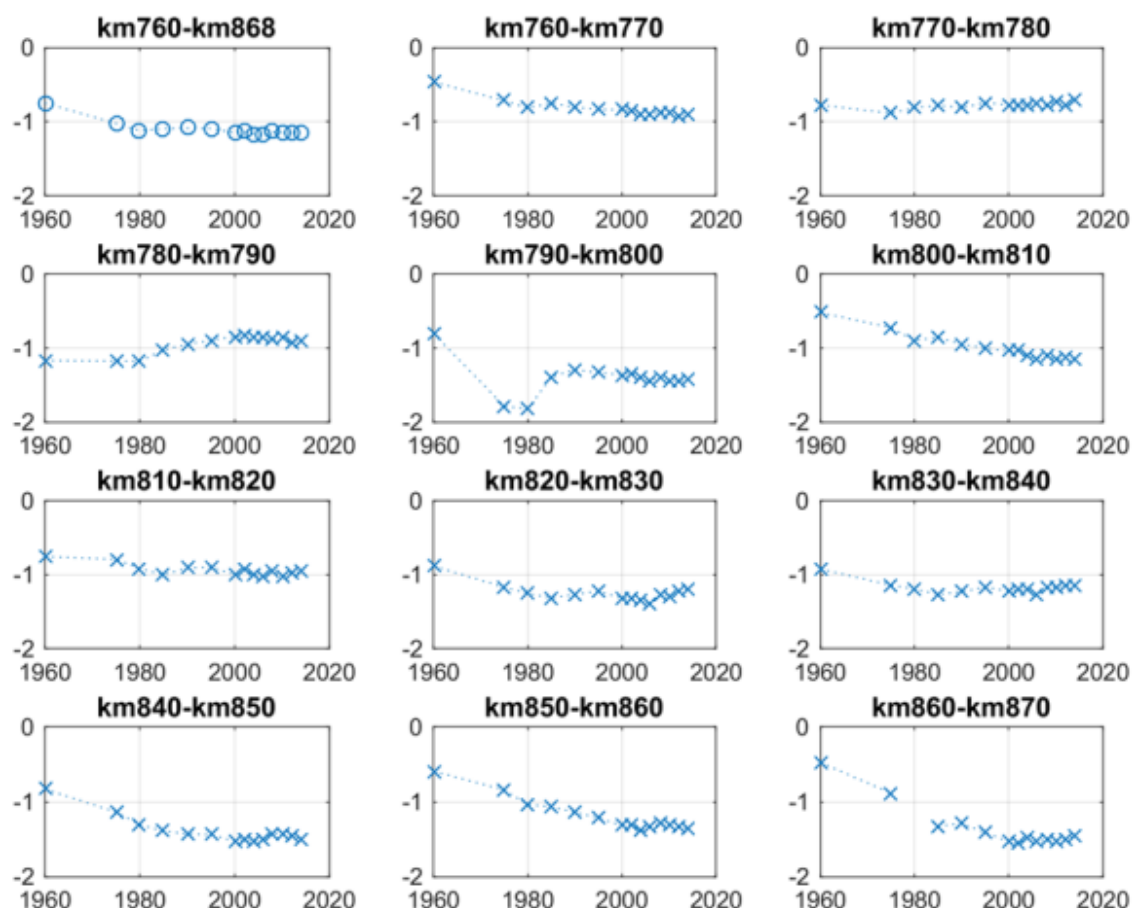 km760-km868 km760-km770 km770-km780
0 0 0
-1 -1 -1
-2 -2 -2
1960 1980 2000 2020 1960 1980 2000 2020 1960 1980 2000 2020
km780-km790 km790-km800 km800-km810
0 0 0
-1 -1 -1
-2 -2 -2
1960 1980 2000 2020 1960 1980 2000 2020 1960 1980 2000 2020
km810-km820 km820-km830 km830-km840
0 0 0
-1 -1 -1
-2 -2 -2
1960 1980 2000 2020 1960 1980 2000 2020 1960 1980 2000 2020
km840-km850 km850-km860 km860-km870
0 0 0
-1 -1 -1
-2 -2 -2
1960 1980 2000 2020 1960 1980 2000 2020 1960 1980 2000 2020